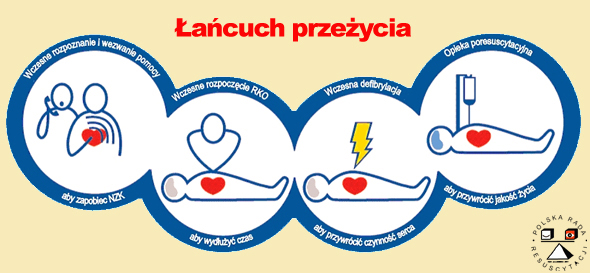 Łańcuch przeżycia
Wczesne rozpoznanie i wezwanie pomocy
aby zapobiec NZK
Wczesne rozpoczęcie RKO
aby wydłużyć czas
Wczesna defibrylacja
aby przywrócić czynność serca
Opieka poresuscytacyjna
aby przywrócić jakość życia
POLSKA RADA RESUSCYTACJI